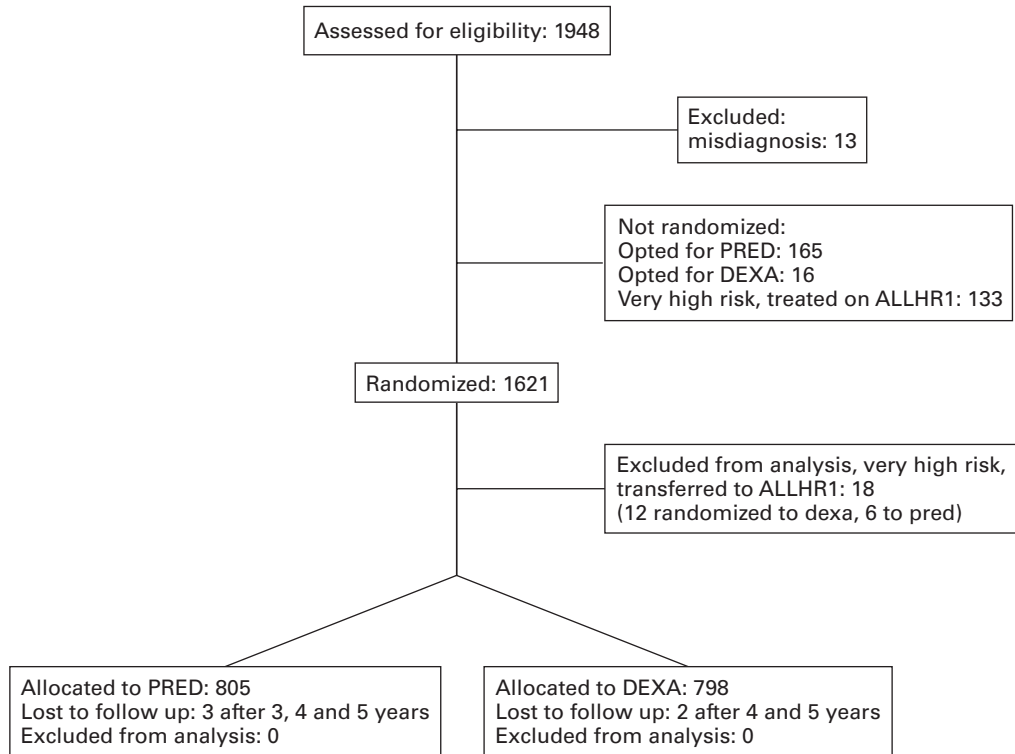 Assessed for eligibility: 1948
Excluded:
misdiagnosis: 13
Not randomized:
Opted for PRED: 165
Opted for DEXA: 16
Very high risk, treated on ALLHR1: 133
Randomized: 1621
Excluded from analysis, very high risk,
transferred to ALLHR1: 18
(12 randomized to dexa, 6 to pred)
Allocated to PRED: 805
Lost to follow up: 3 after 3, 4 and 5 years
Excluded from analysis: 0
Allocated to DEXA: 798
Lost to follow up: 2 after 4 and 5 years
Excluded from analysis: 0